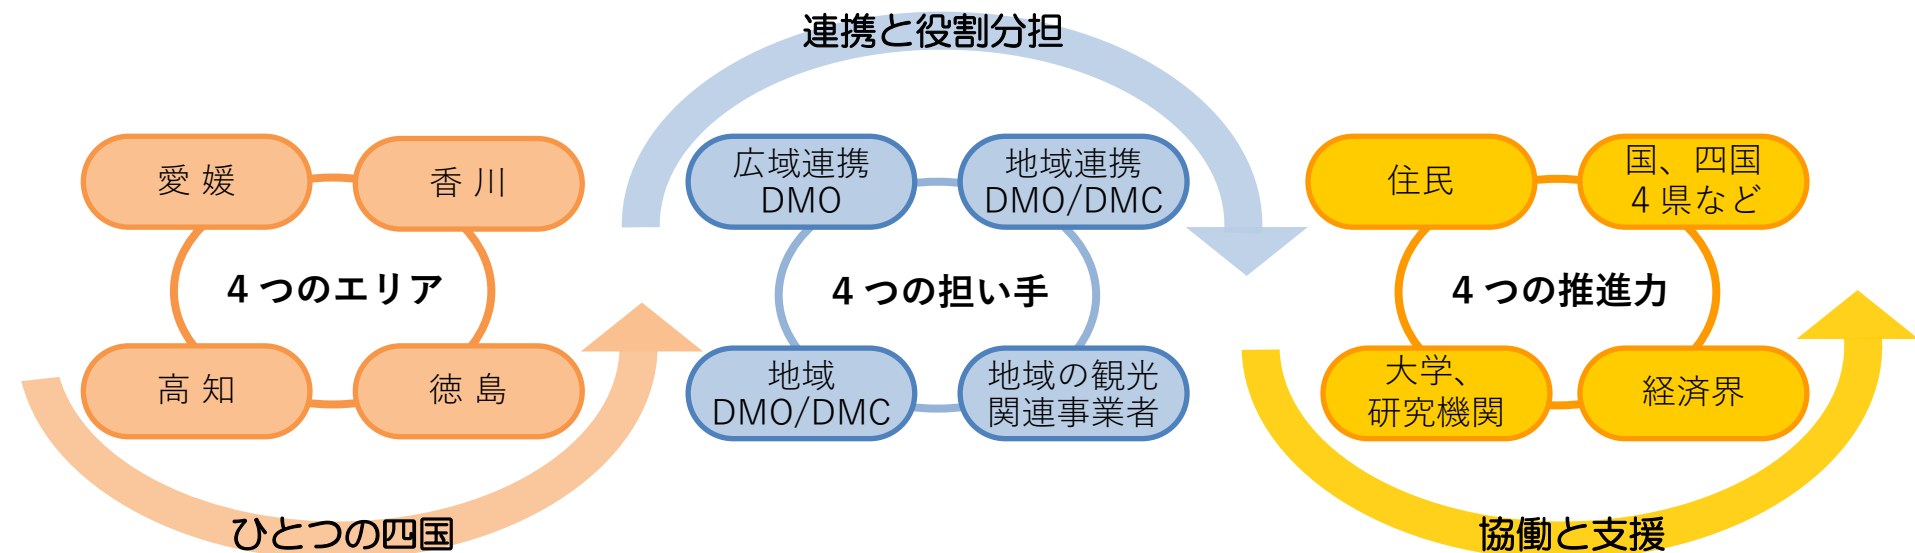 連携と役割分担
愛 媛
香 川
4 つのエリア
高 知
徳 島
ひとつの四国
広域連携
DMO
地域連携
DMO/DMC
4 つの担い手
地域
DMO/DMC
地域の観光
関連事業者
住民
国、四国
4 県など
4 つの推進力
大学、
研究機関
経済界
協働と支援